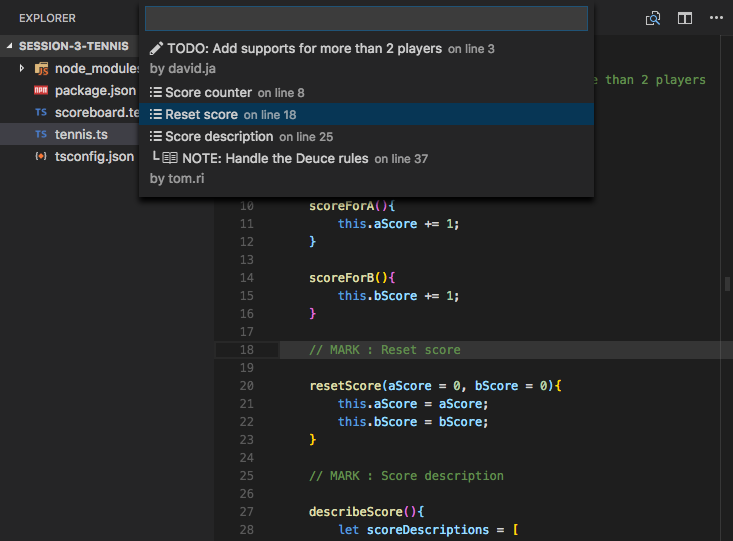 EXPLORER
SESSION-3-TENNIS
node_modules
package.json
scoreboard.te
TS tennis.ts
tsconfig.json
TODO: Add supports for more than 2 players on line 3
by david.ja
Score counter on line 8
Reset score on line 18
Score description on line 25
NOTE: Handle the Deuce rules on line 37
by tom.ri
e than 2 players
10 scoreForA(){
11 this.aScore += 1;
12 }
13
14 scoreForB(){
15 this.bScore += 1;
16 }
17
18 // MARK : Reset score
19
20 resetScore(aScore = 0, bScore = 0){
21 this.aScore = aScore;
22 this.bScore = bScore;
23 }
24
25 // MARK : Score description
26
27 describeScore(){
28 let scoreDescriptions = [